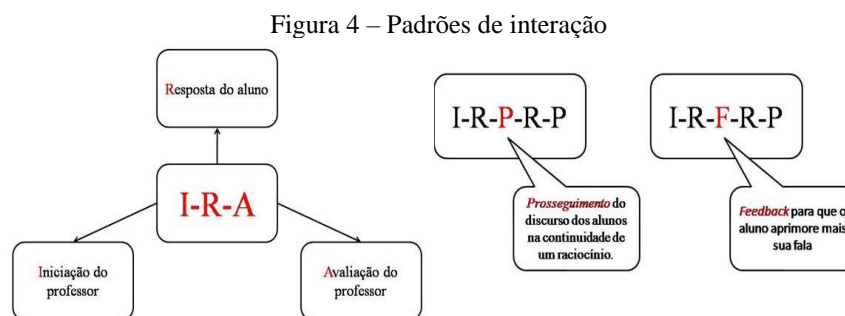 Figura 4 – Padrões de interação
Resposta do aluno
I-R-A
Iniciação do
professor
Avaliação do
professor
I-R-P-R-P
Prosseguimento do
discurso dos alunos
na continuidade de
um raciocínio.
I-R-F-R-P
Feedback para que o
aluno aprimore mais
sua fala